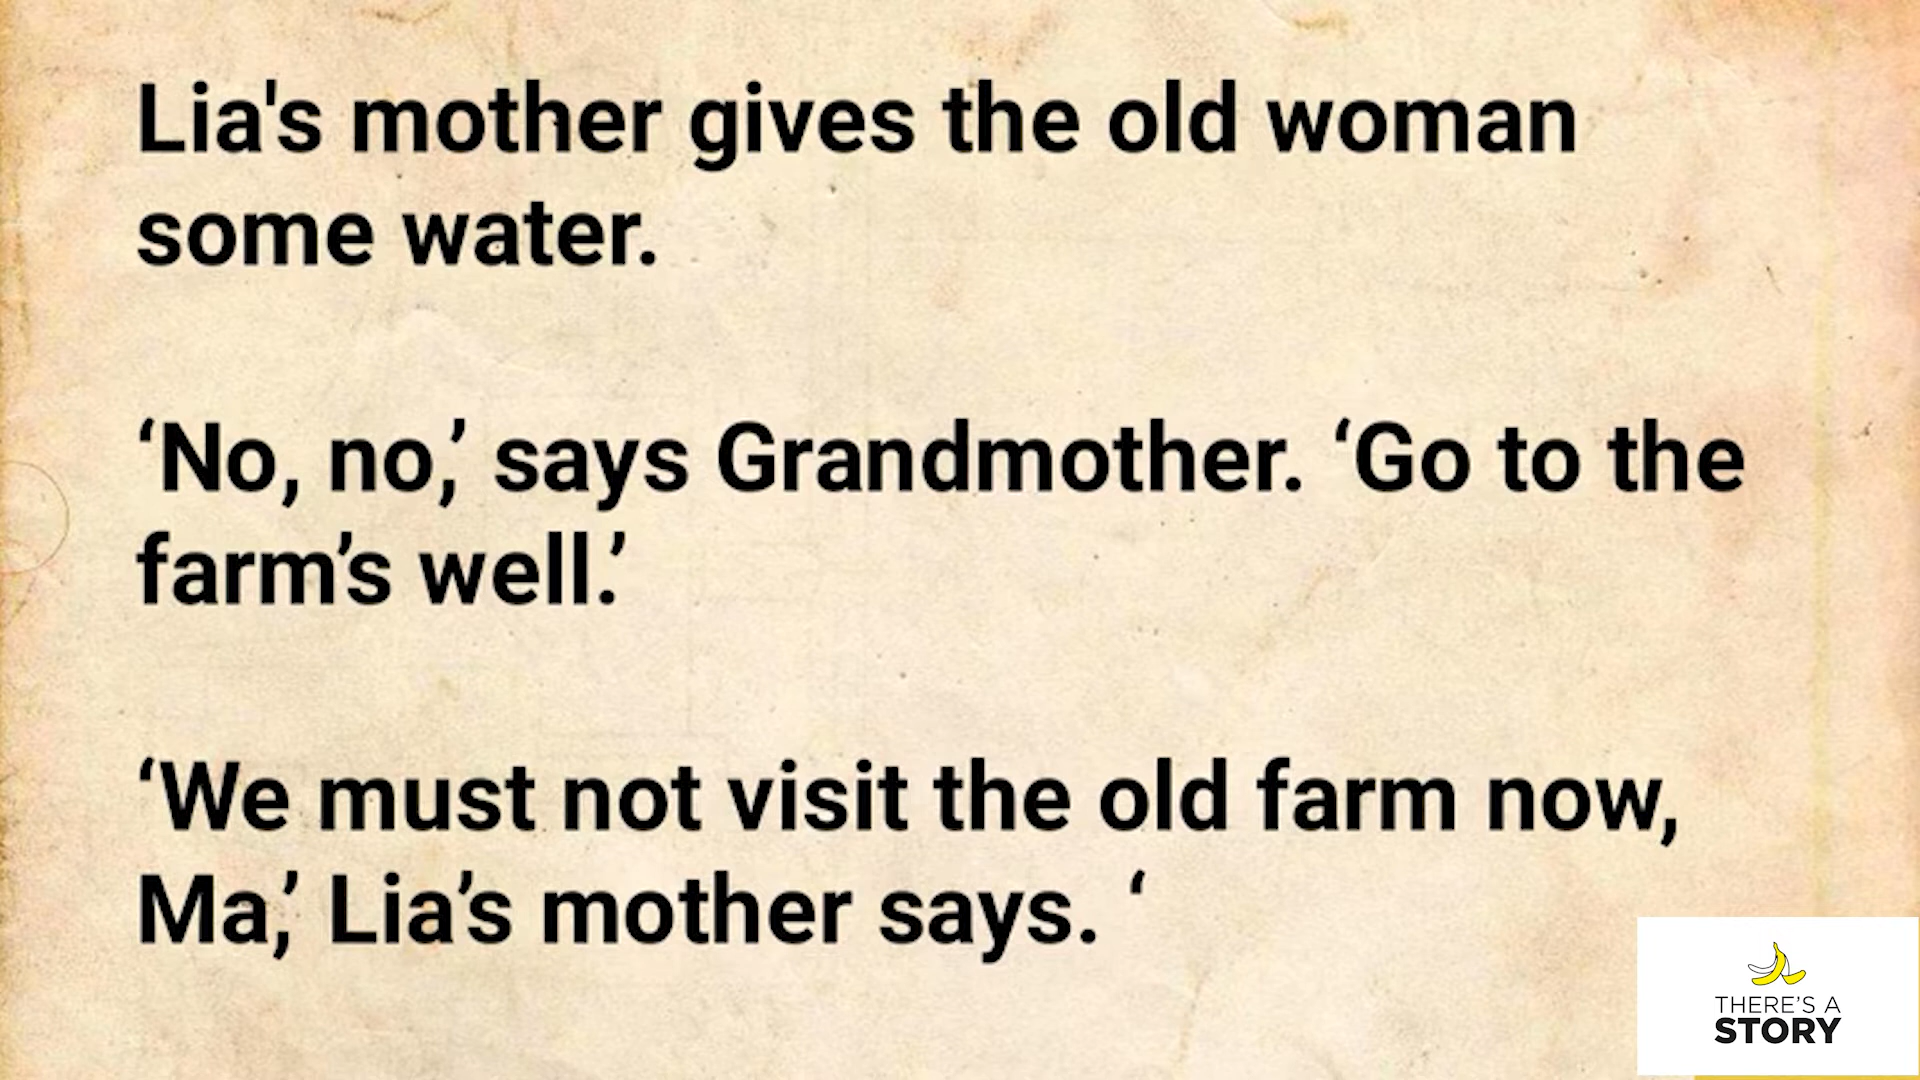 Lia's mother gives the old woman
some water.
‘No, no,’ says Grandmother. ‘Go to the
farm’s well.’
‘We must not visit the old farm now,
Ma,’ Lia’s mother says. ‘
THERE'S A
STORY